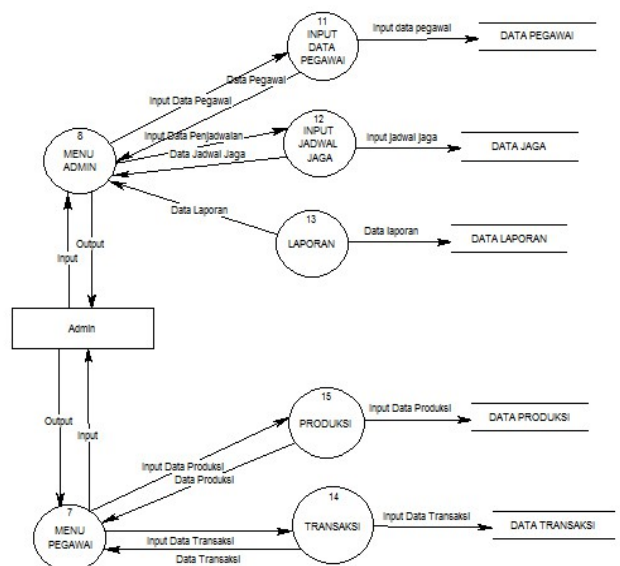 11
INPUT
DATA
PEGAWAI
Input data pegawai
DATA PEGAWAI
Data Pegawai
Input Data Pegawai
8
MENU
ADMIN
Input Data Penjadwalan
Data Jadwal Jaga
12
INPUT
JADWAL
JAGA
Input jadwal jaga
DATA JAGA
Data Laporan
13
LAPORAN
Data laporan
DATA LAPORAN
Output
Input
Admin
Output
Input
15
PRODUKSI
Input Data Produksi
DATA PRODUKSI
Input Data Produksi
Data Produksi
7
MENU
PEGAWAI
Input Data Transaksi
Data Transaksi
14
TRANSAKSI
Input Data Transaksi
DATA TRANSAKSI